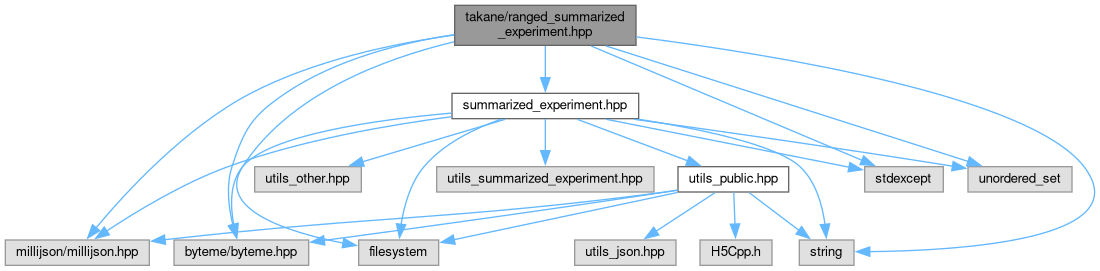 takane/ranged_summarized
_experiment.hpp
summarized_experiment.hpp
utils_other.hpp
utils_summarized_experiment.hpp
utils_public.hpp
stdexcept
unordered_set
millijson/millijson.hpp
byteme/byteme.hpp
filesystem
utils_json.hpp
H5Cpp.h
string